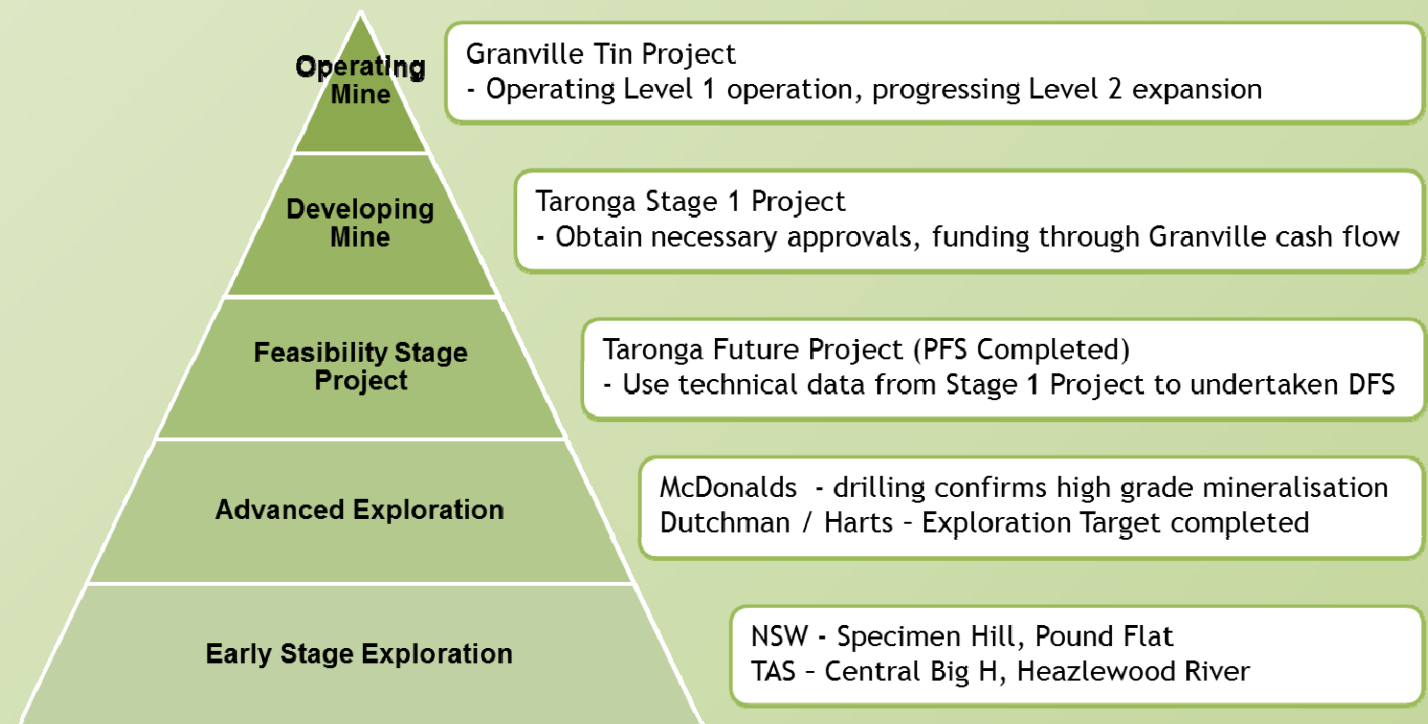 Operating
Mine
Granville Tin Project
- Operating Level 1 operation, progressing Level 2 expansion
Developing
Mine
Taronga Stage 1 Project
- Obtain necessary approvals, funding through Granville cash flow
Feasibility Stage
Project
Taronga Future Project (PFS Completed)
- Use technical data from Stage 1 Project to undertaken DFS
Advanced Exploration
McDonalds - drilling confirms high grade mineralisation
Dutchman / Harts – Exploration Target completed
Early Stage Exploration
NSW - Specimen Hill, Pound Flat
TAS – Central Big H, Heazlewood River